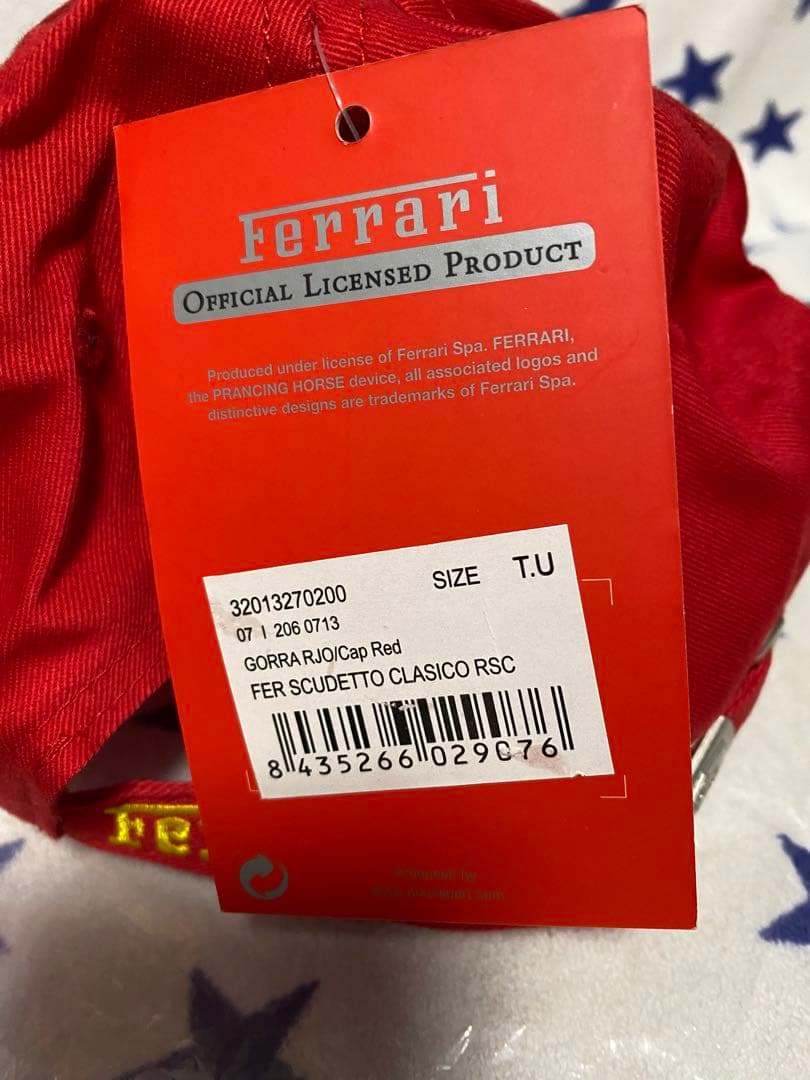 Ferrari
OFFICIAL LICENSED PRODUCT
Produced under license of Ferrari Spa. FERRARI,
the PRANCING HORSE device, all associated logos and
distinctive designs are trademarks of Ferrari Spa.
32013270200 SIZE T.U
07 I 206 0713
GORRA RJO/Cap Red
FER SCUDETTO CLASICO RSC
8 435266 029076
Fe